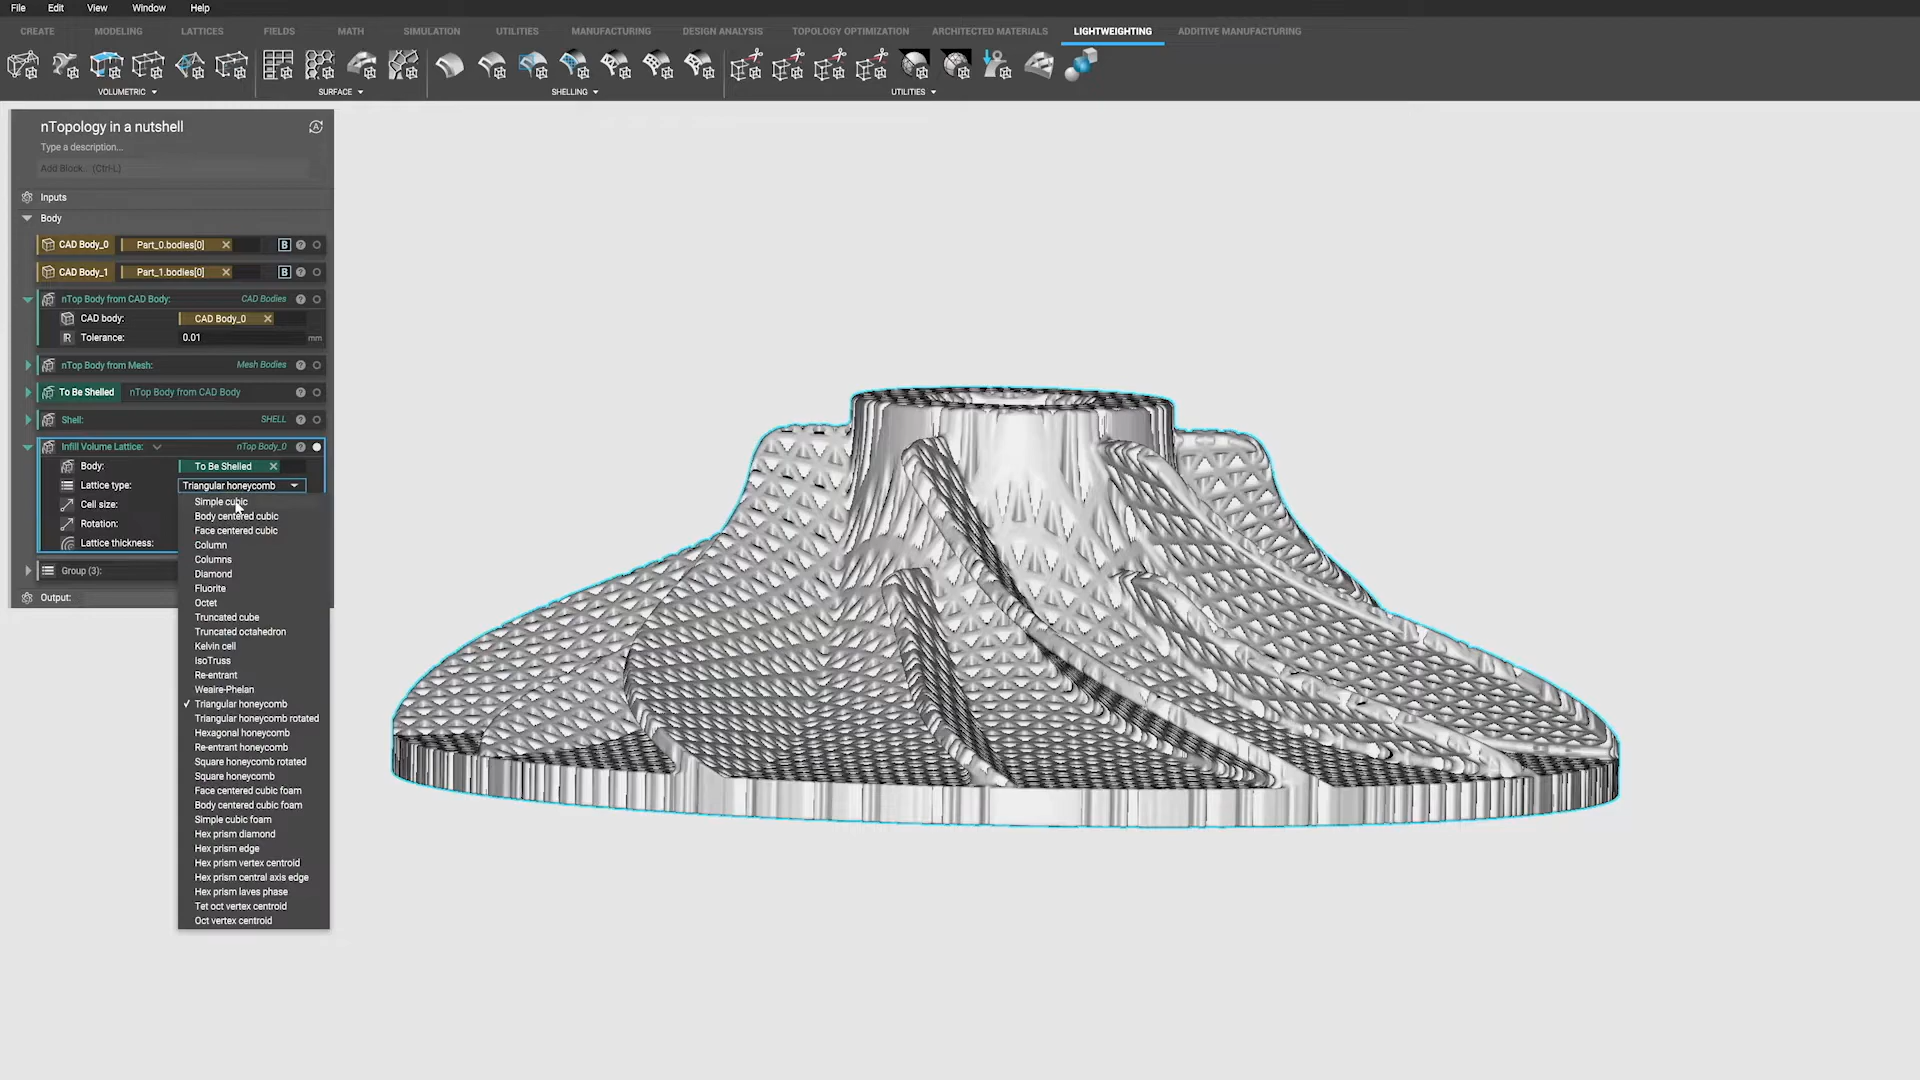 File Edit View Window Help
CREATE MODELING LATTICES FIELDS MATH SIMULATION UTILITIES MANUFACTURING DESIGN ANALYSIS TOPOLOGY OPTIMIZATION ARCHITECTED MATERIALS LIGHTWEIGHTING ADDITIVE MANUFACTURING
VOLUMETRIC SURFACE SHELLING UTILITIES
nTopology in a nutshell
Type a description...
Add Block... (Ctrl-L)
Inputs
Body
CAD Body_0 Part_0.bodies[0] B
CAD Body_1 Part_1.bodies[0] B
nTop Body from CAD Body: CAD Bodies
CAD body: CAD Body_0
Tolerance: 0.01 mm
nTop Body from Mesh: Mesh Bodies
To Be Shelled nTop Body from CAD Body
Shell: SHELL
Infill Volume Lattice: nTop Body_0
Body: To Be Shelled
Lattice type: Triangular honeycomb
Cell size:
Rotation:
Lattice thickness:
Group (3):
Output:
Simple cubic
Body centered cubic
Face centered cubic
Column
Columns
Diamond
Fluorite
Octet
Truncated cube
Truncated octahedron
Kelvin cell
IsoTruss
Re-entrant
Weaire-Phelan
Triangular honeycomb
Triangular honeycomb rotated
Hexagonal honeycomb
Re-entrant honeycomb
Square honeycomb rotated
Square honeycomb
Face centered cubic foam
Body centered cubic foam
Simple cubic foam
Hex prism diamond
Hex prism edge
Hex prism vertex centroid
Hex prism central axis edge
Hex prism laves phase
Tet oct vertex centroid
Oct vertex centroid